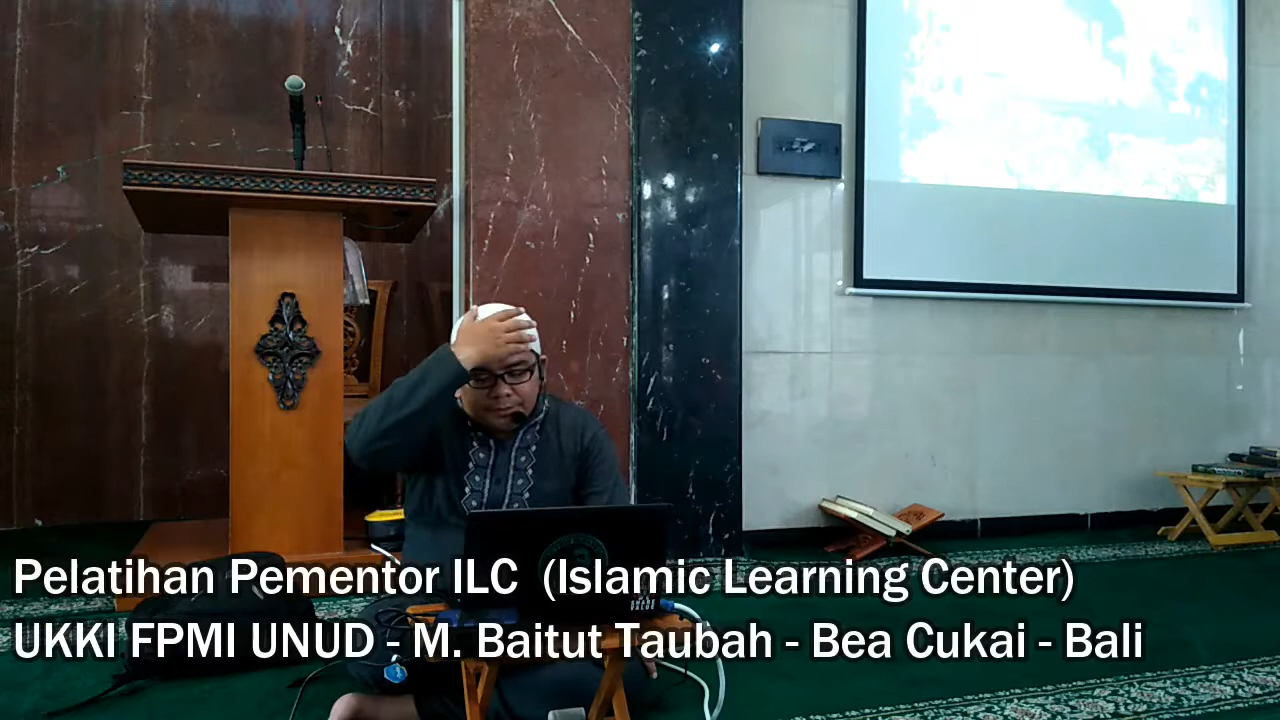 Pelatihan Pementor ILC (Islamic Learning Center)
UKKI FPMI UNUD - M. Baitut Taubah - Bea Cukai - Bali